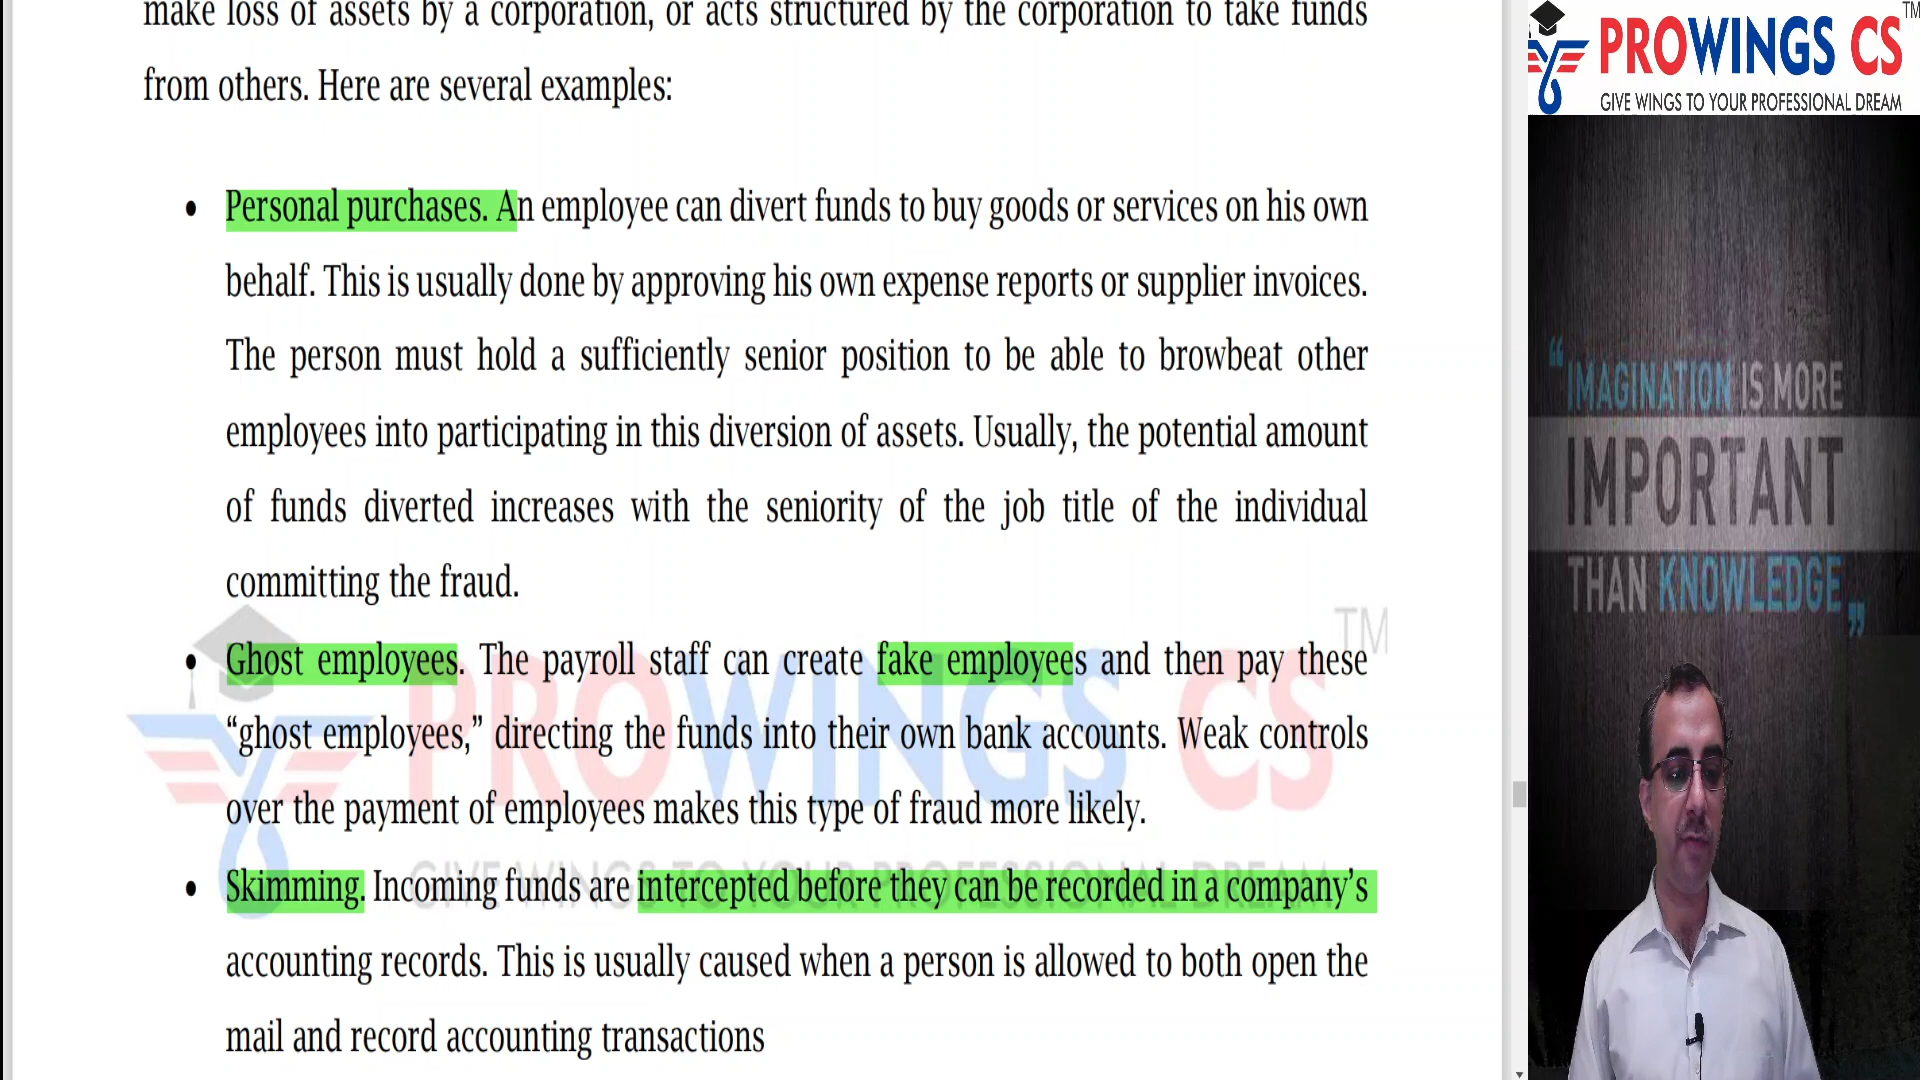 make loss of assets by a corporation, or acts structured by the corporation to take funds
from others. Here are several examples:
• Personal purchases. An employee can divert funds to buy goods or services on his own
behalf. This is usually done by approving his own expense reports or supplier invoices.
The person must hold a sufficiently senior position to be able to browbeat other
employees into participating in this diversion of assets. Usually, the potential amount
of funds diverted increases with the seniority of the job title of the individual
committing the fraud.
• Ghost employees. The payroll staff can create fake employees and then pay these
“ghost employees,” directing the funds into their own bank accounts. Weak controls
over the payment of employees makes this type of fraud more likely.
• Skimming. Incoming funds are intercepted before they can be recorded in a company’s
accounting records. This is usually caused when a person is allowed to both open the
mail and record accounting transactions
PROWINGS CS TM
GIVE WINGS TO YOUR PROFESSIONAL DREAM
PROWINGS CS TM
GIVE WINGS TO YOUR PROFESSIONAL DREAM
“IMAGINATION IS MORE
IMPORTANT
THAN KNOWLEDGE”